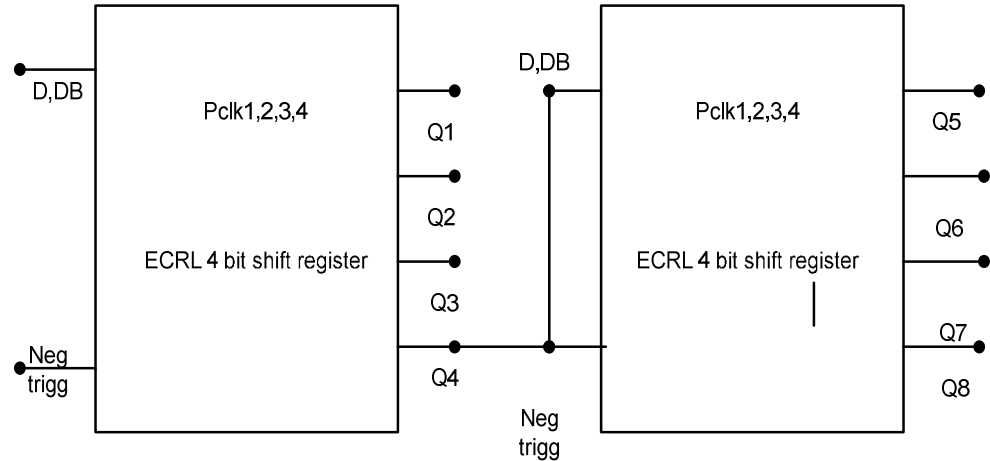 D,DB
Pclk1,2,3,4
Q1
Q2
ECRL 4 bit shift register
Q3
Neg
trigg
Q4
D,DB
Pclk1,2,3,4
Q5
Q6
ECRL 4 bit shift register
Q7
Q8
Neg
trigg